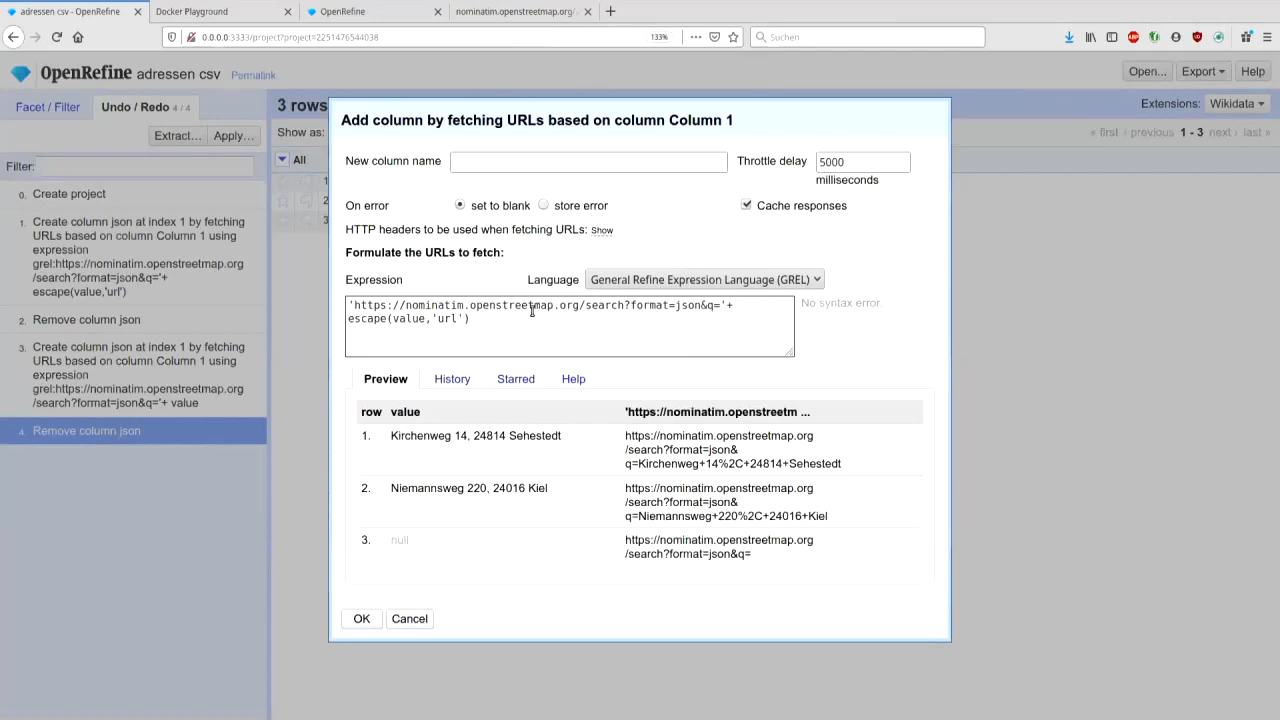 adressen csv - OpenRefine
Docker Playground
OpenRefine
nominatim.openstreetmap.org/
0.0.0.0:3333/project?project=2251476544038
133%
Suchen
OpenRefine adressen csv Permalink
Open... Export Help
Facet / Filter Undo / Redo 4 / 4
3 rows
Extensions: Wikidata
Extract... Apply...
Show as:
« first ‹ previous 1 - 3 next › last »
Filter:
All
0. Create project
1. Create column json at index 1 by fetching
URLs based on column Column 1 using
expression
grel:https://nominatim.openstreetmap.org
/search?format=json&q='+
escape(value,'url')
2. Remove column json
3. Create column json at index 1 by fetching
URLs based on column Column 1 using
expression
grel:https://nominatim.openstreetmap.org
/search?format=json&q='+ value
4. Remove column json
1
2
3
Add column by fetching URLs based on column Column 1
New column name
Throttle delay 5000
milliseconds
On error set to blank store error
Cache responses
HTTP headers to be used when fetching URLs: Show
Formulate the URLs to fetch:
Expression Language General Refine Expression Language (GREL)
'https://nominatim.openstreetmap.org/search?format=json&q='+
escape(value,'url')
No syntax error.
Preview History Starred Help
row value 'https://nominatim.openstreetm ...
1. Kirchenweg 14, 24814 Sehestedt https://nominatim.openstreetmap.org
/search?format=json&
q=Kirchenweg+14%2C+24814+Sehestedt
2. Niemannsweg 220, 24016 Kiel https://nominatim.openstreetmap.org
/search?format=json&
q=Niemannsweg+220%2C+24016+Kiel
3. null https://nominatim.openstreetmap.org
/search?format=json&q=
OK Cancel